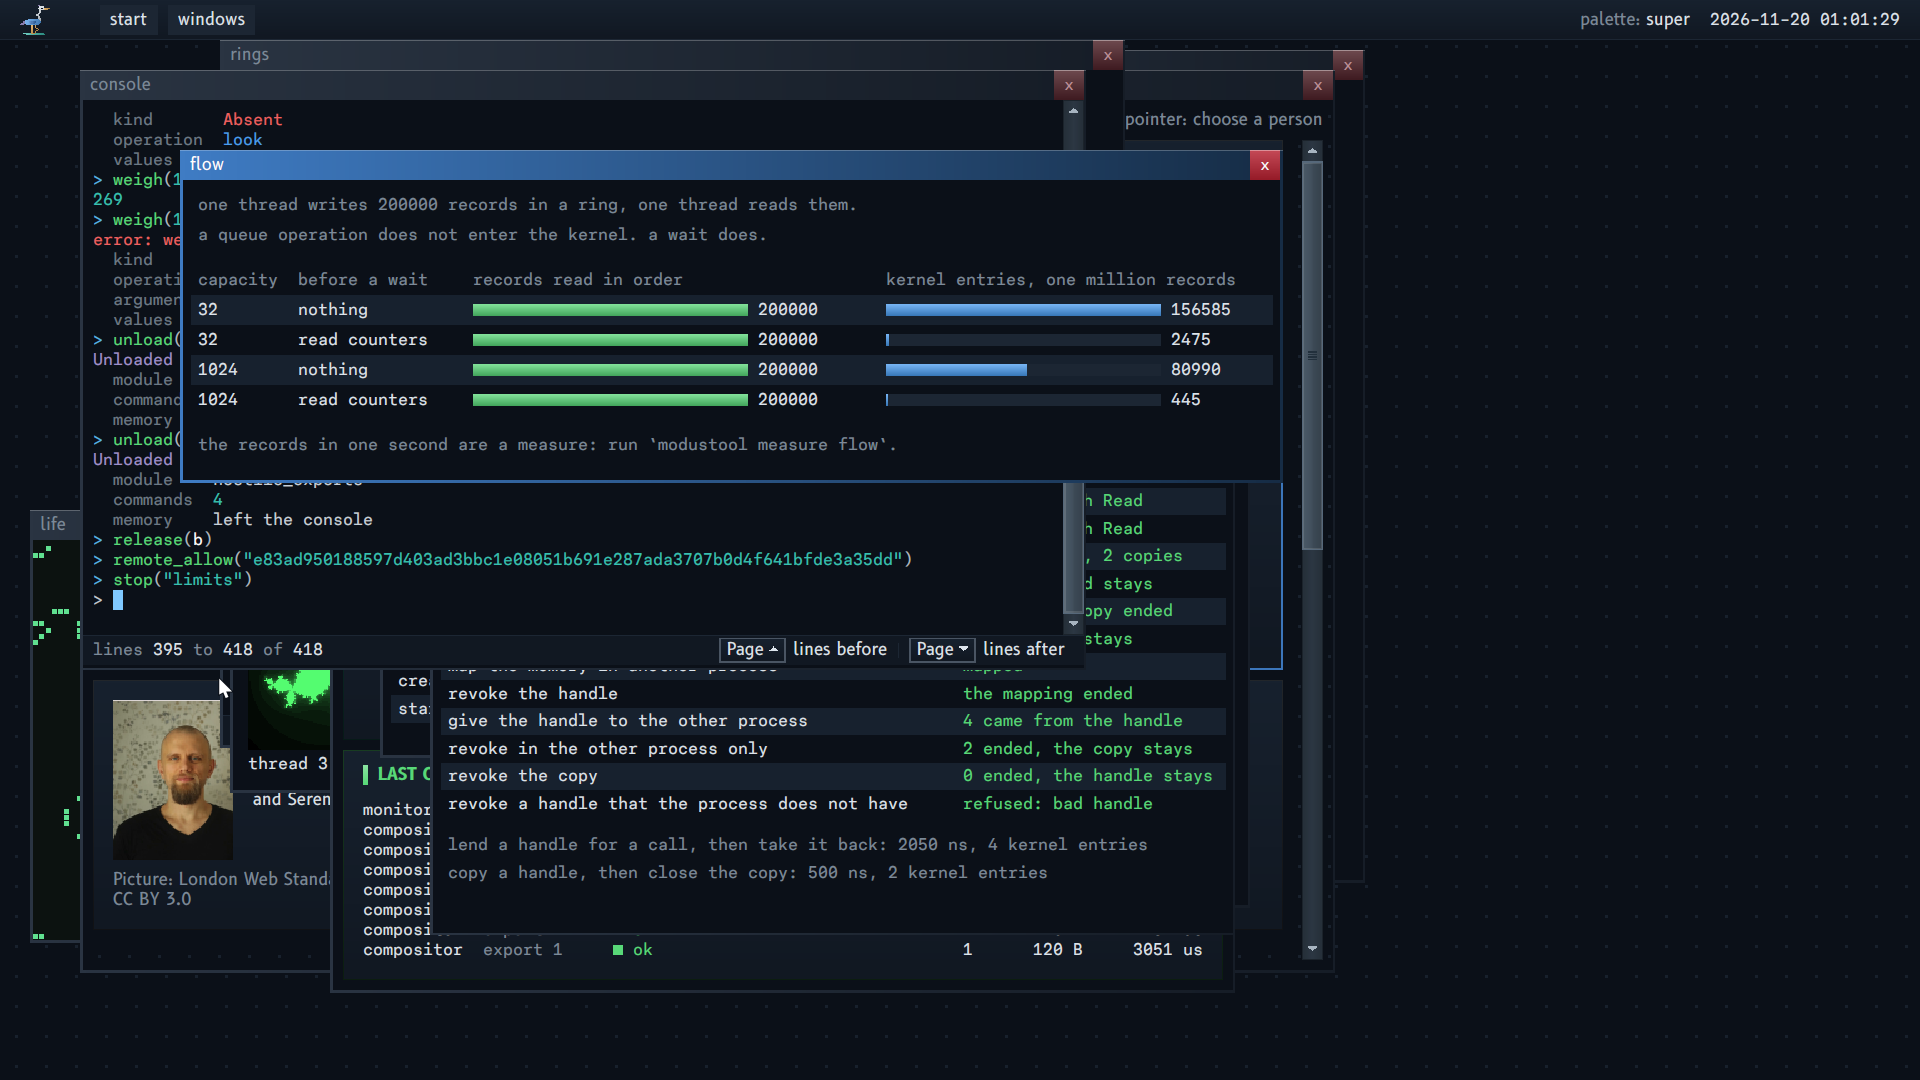 start windows palette: super 2026-11-20 01:01:29
rings
console
pointer: choose a person
kind Absent
operation look
values
> weigh(1
269
> weigh(1
error: we
kind
operati
argumen
values
> unload(
Unloaded
module
command
memory
> unload(
Unloaded
module
commands 4
memory left the console
> release(b)
> remote_allow("e83ad950188597d403ad3bbc1e08051b691e287ada3707b0d4f641bfde3a35dd")
> stop("limits")
>
lines 395 to 418 of 418 Page lines before Page lines after
flow
one thread writes 200000 records in a ring, one thread reads them.
a queue operation does not enter the kernel. a wait does.
capacity before a wait records read in order kernel entries, one million records
32 nothing 200000 156585
32 read counters 200000 2475
1024 nothing 200000 80990
1024 read counters 200000 445
the records in one second are a measure: run `modustool measure flow`.
life
Read
Read
, 2 copies
stays
ended
stays
mapped
revoke the handle the mapping ended
give the handle to the other process 4 came from the handle
revoke in the other process only 2 ended, the copy stays
revoke the copy 0 ended, the handle stays
revoke a handle that the process does not have refused: bad handle
lend a handle for a call, then take it back: 2050 ns, 4 kernel entries
copy a handle, then close the copy: 500 ns, 2 kernel entries
thread 3
and Seren
Picture: London Web Standa
CC BY 3.0
crea
star
LAST
monitor
composi
composi
composi
composi
composi
composi
compositor export 1 ok 1 120 B 3051 us